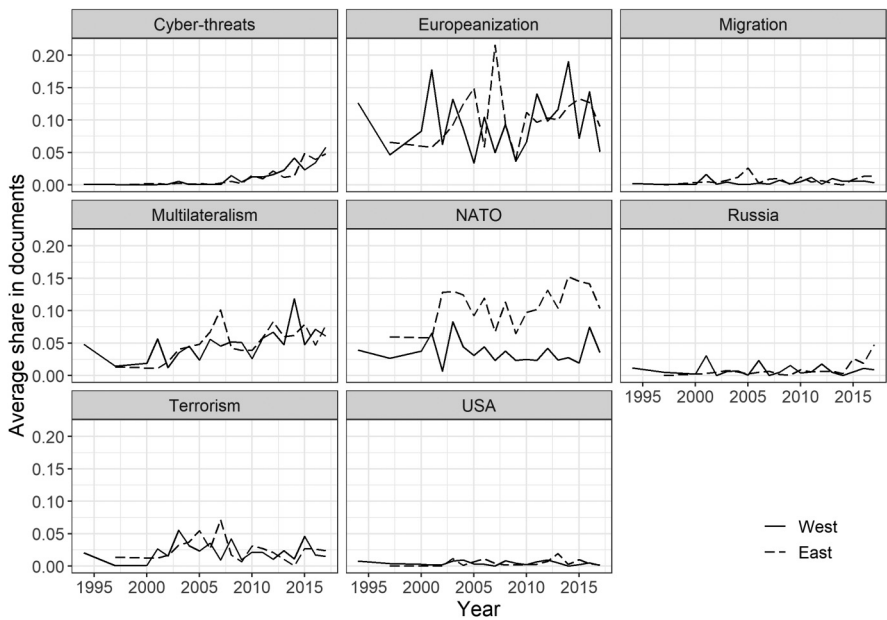 Cyber-threats Europeanization Migration
0.20
0.15
0.10
0.05
0.00
Multilateralism NATO Russia
0.20
0.15
0.10
0.05
0.00
1995 2000 2005 2010 2015
Terrorism USA
0.20
0.15
0.10
0.05
0.00
1995 2000 2005 2010 2015 1995 2000 2005 2010 2015
Average share in documents
Year
West
East